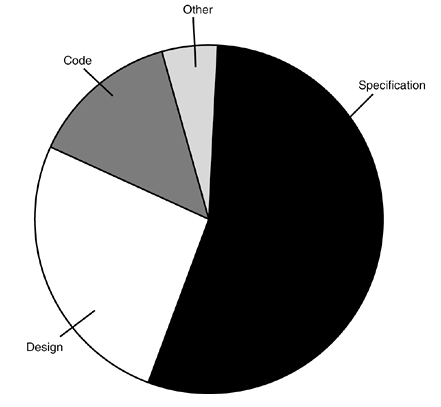 Other
Code
Specification
Design